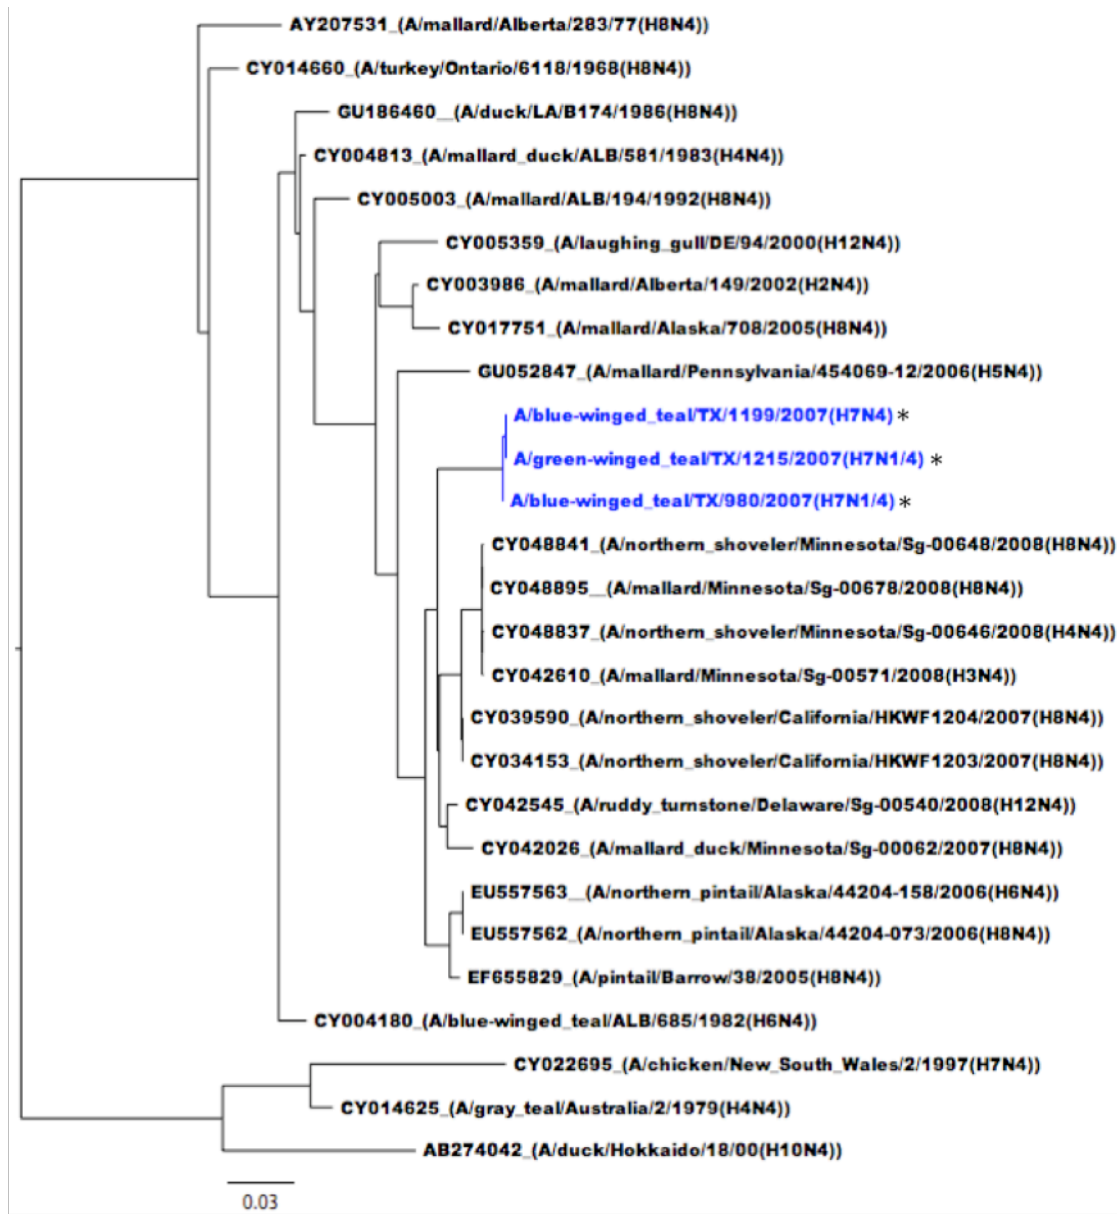 AY207531_(A/mallard/Alberta/283/77(H8N4))
CY014660_(A/turkey/Ontario/6118/1968(H8N4))
GU186460__(A/duck/LA/B174/1986(H8N4))
CY004813_(A/mallard_duck/ALB/581/1983(H4N4))
CY005003_(A/mallard/ALB/194/1992(H8N4))
CY005359_(A/laughing_gull/DE/94/2000(H12N4))
CY003986_(A/mallard/Alberta/149/2002(H2N4))
CY017751_(A/mallard/Alaska/708/2005(H8N4))
GU052847_(A/mallard/Pennsylvania/454069-12/2006(H5N4))
A/blue-winged_teal/TX/1199/2007(H7N4) *
A/green-winged_teal/TX/1215/2007(H7N1/4) *
A/blue-winged_teal/TX/980/2007(H7N1/4) *
CY048841_(A/northern_shoveler/Minnesota/Sg-00648/2008(H8N4))
CY048895__(A/mallard/Minnesota/Sg-00678/2008(H8N4))
CY048837_(A/northern_shoveler/Minnesota/Sg-00646/2008(H4N4))
CY042610_(A/mallard/Minnesota/Sg-00571/2008(H3N4))
CY039590_(A/northern_shoveler/California/HKWF1204/2007(H8N4))
CY034153_(A/northern_shoveler/California/HKWF1203/2007(H8N4))
CY042545_(A/ruddy_turnstone/Delaware/Sg-00540/2008(H12N4))
CY042026_(A/mallard_duck/Minnesota/Sg-00062/2007(H8N4))
EU557563__(A/northern_pintail/Alaska/44204-158/2006(H6N4))
EU557562_(A/northern_pintail/Alaska/44204-073/2006(H8N4))
EF655829_(A/pintail/Barrow/38/2005(H8N4))
CY004180_(A/blue-winged_teal/ALB/685/1982(H6N4))
CY022695_(A/chicken/New_South_Wales/2/1997(H7N4))
CY014625_(A/gray_teal/Australia/2/1979(H4N4))
AB274042_(A/duck/Hokkaido/18/00(H10N4))
0.03